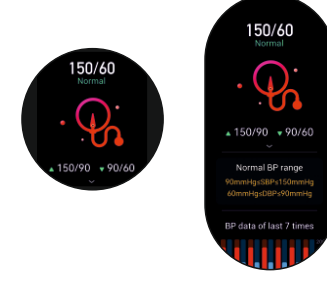 150/60
Normal
▲ 150/90 ▼ 90/60
150/60
Normal
▲ 150/90 ▼ 90/60
Normal BP range
90mmHg≤SBP≤150mmHg
60mmHg≤DBP≤90mmHg
BP data of last 7 times